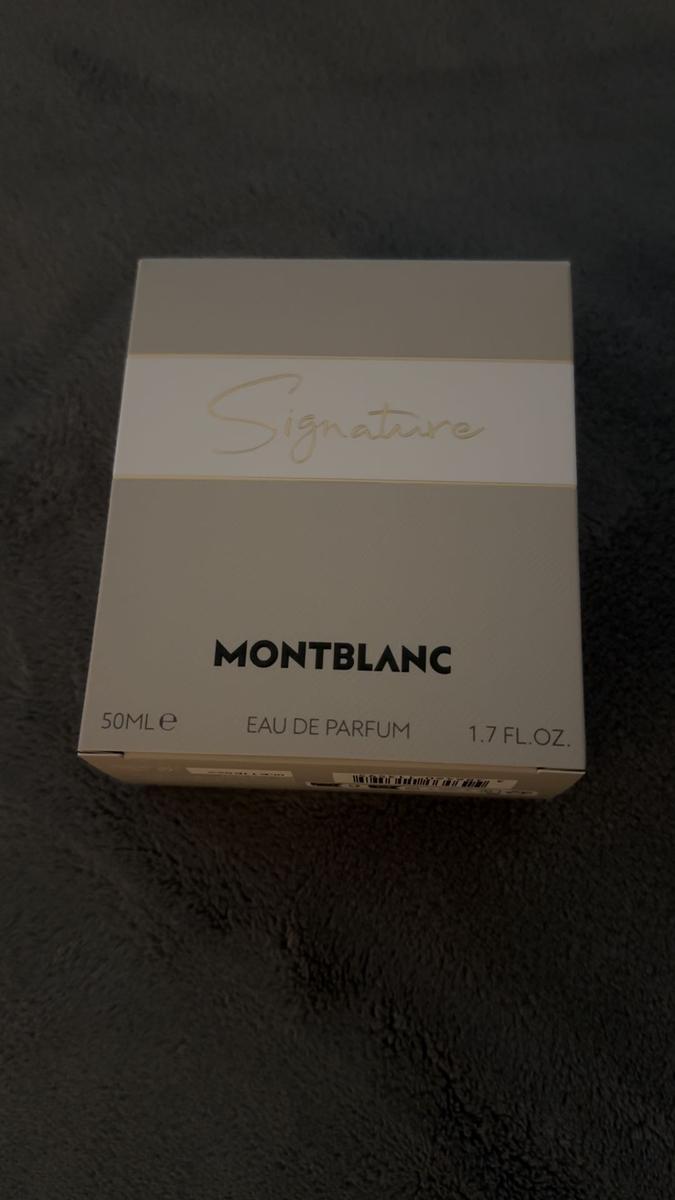 Signature
MONTBLANC
50ML ℮ EAU DE PARFUM 1.7 FL.OZ.